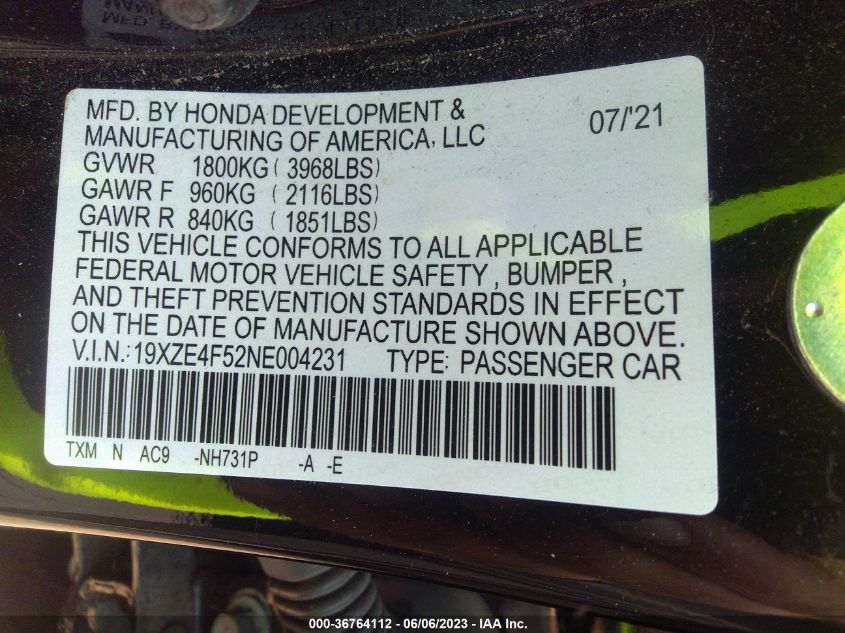 MFD. BY HONDA DEVELOPMENT &
MANUFACTURING OF AMERICA, LLC 07/'21
GVWR 1800KG ( 3968LBS)
GAWR F 960KG ( 2116LBS)
GAWR R 840KG ( 1851LBS)
THIS VEHICLE CONFORMS TO ALL APPLICABLE
FEDERAL MOTOR VEHICLE SAFETY , BUMPER ,
AND THEFT PREVENTION STANDARDS IN EFFECT
ON THE DATE OF MANUFACTURE SHOWN ABOVE.
V.I.N.: 19XZE4F52NE004231 TYPE: PASSENGER CAR
TXM N AC9 -NH731P -A -E
000-36764112 - 06/06/2023 - IAA Inc.